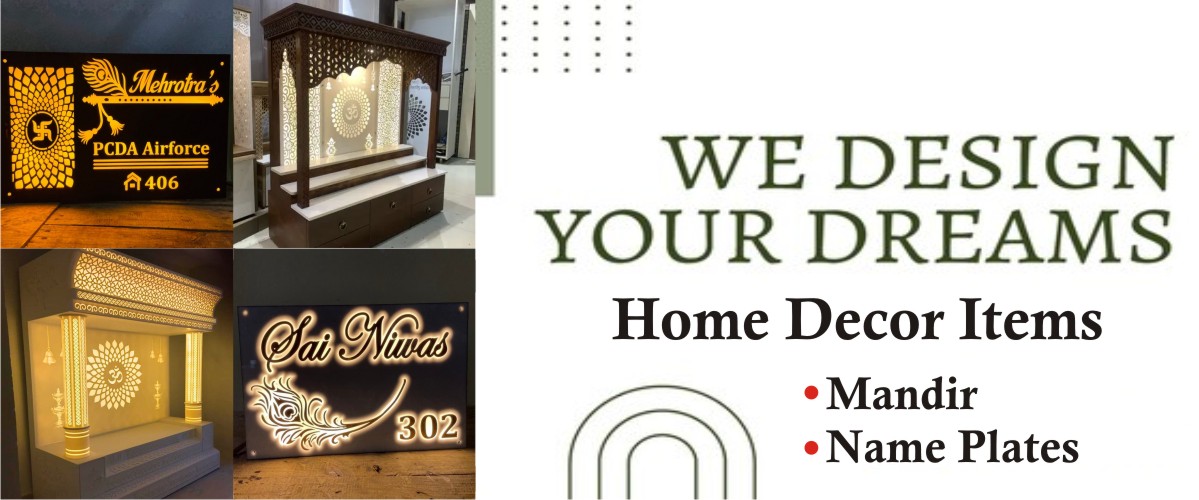 Mehrotra's
PCDA Airforce
406
ॐ
ॐ
Sai Niwas
302
WE DESIGN
YOUR DREAMS
Home Decor Items
• Mandir
• Name Plates